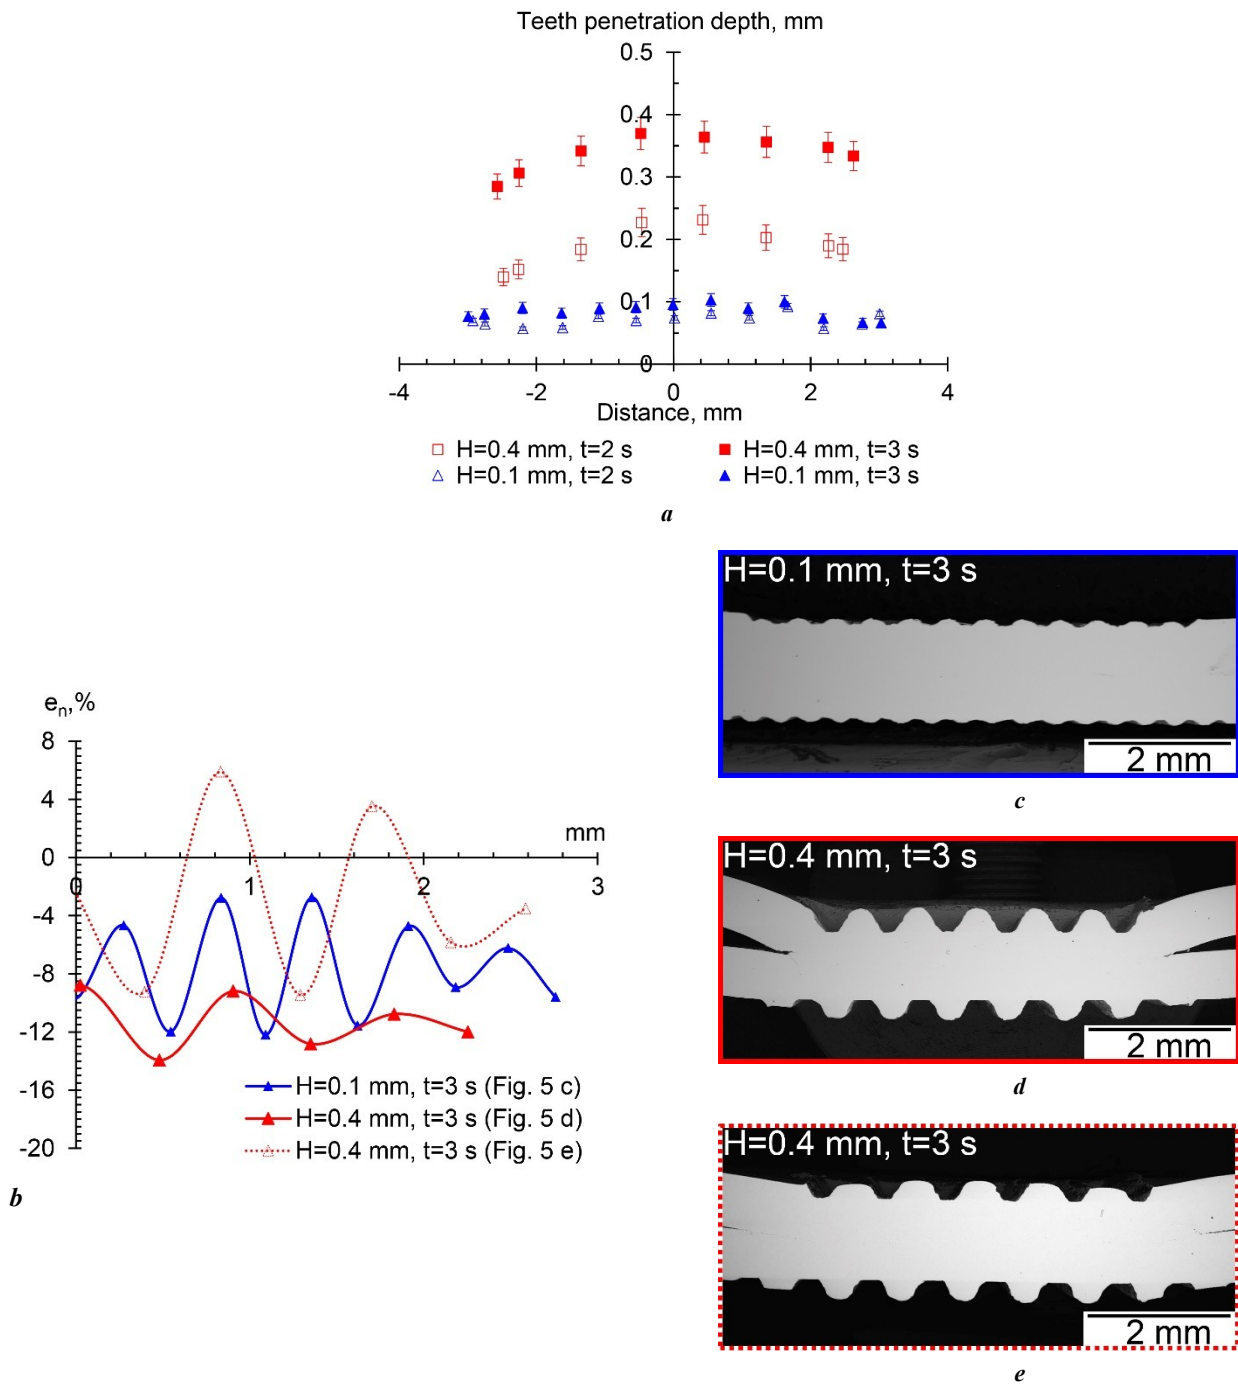 Teeth penetration depth, mm
0.5
0.4
0.3
0.2
0.1
0
-4
-2
0
2
4
Distance, mm
H=0.4 mm, t=2 s
H=0.4 mm, t=3 s
H=0.1 mm, t=2 s
H=0.1 mm, t=3 s
a
eₙ,%
8
4
0
-4
-8
-12
-16
-20
mm
0
1
2
3
H=0.1 mm, t=3 s (Fig. 5 c)
H=0.4 mm, t=3 s (Fig. 5 d)
H=0.4 mm, t=3 s (Fig. 5 e)
b
H=0.1 mm, t=3 s
2 mm
c
H=0.4 mm, t=3 s
2 mm
d
H=0.4 mm, t=3 s
2 mm
e